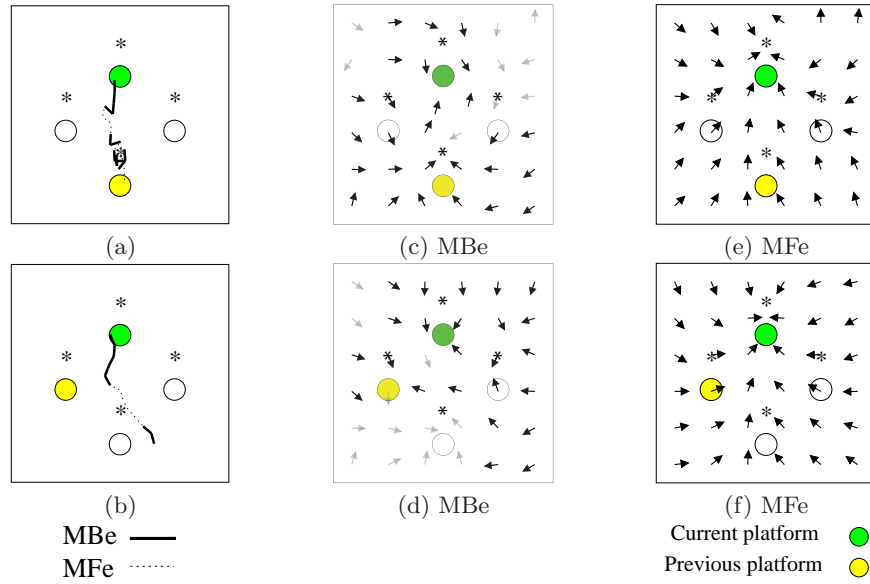 (a)
(c) MBe
(e) MFe
(b)
(d) MBe
(f) MFe
MBe
MFe
Current platform
Previous platform